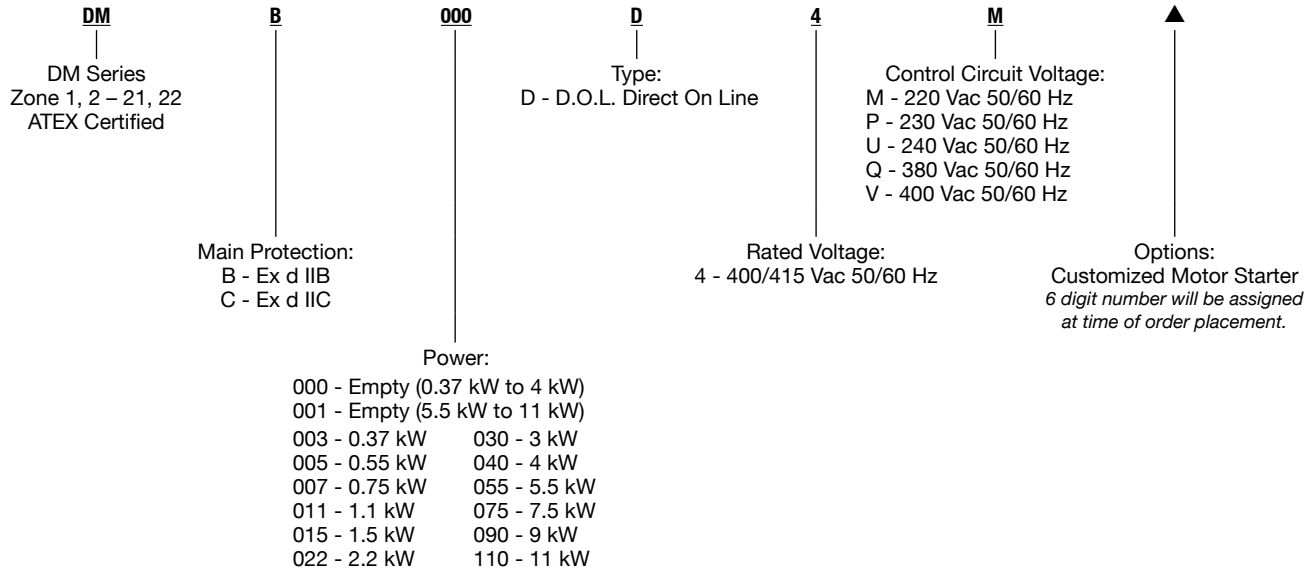 DM B 000 D 4 M ▲
DM Series
Zone 1, 2 – 21, 22
ATEX Certified
Type:
D - D.O.L. Direct On Line
Control Circuit Voltage:
M - 220 Vac 50/60 Hz
P - 230 Vac 50/60 Hz
U - 240 Vac 50/60 Hz
Q - 380 Vac 50/60 Hz
V - 400 Vac 50/60 Hz
Main Protection:
B - Ex d IIB
C - Ex d IIC
Rated Voltage:
4 - 400/415 Vac 50/60 Hz
Options:
Customized Motor Starter
6 digit number will be assigned
at time of order placement.
Power:
000 - Empty (0.37 kW to 4 kW)
001 - Empty (5.5 kW to 11 kW)
003 - 0.37 kW 030 - 3 kW
005 - 0.55 kW 040 - 4 kW
007 - 0.75 kW 055 - 5.5 kW
011 - 1.1 kW 075 - 7.5 kW
015 - 1.5 kW 090 - 9 kW
022 - 2.2 kW 110 - 11 kW